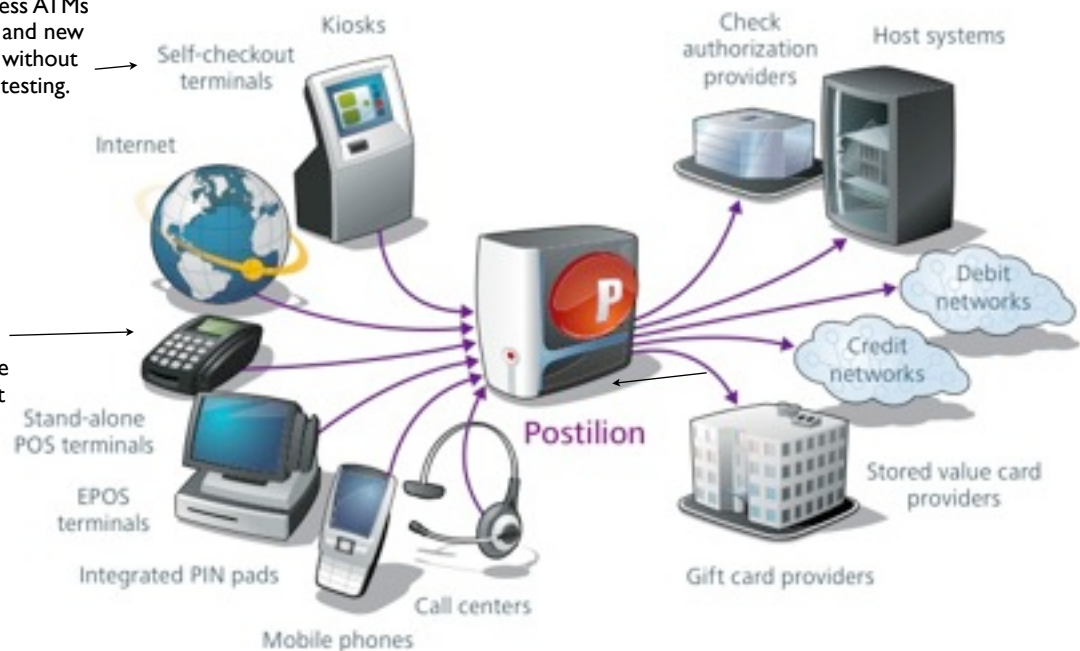 ess ATMs
and new
without
testing.
e
t
Kiosks
Self-checkout
terminals
Internet
Stand-alone
POS terminals
EPOS
terminals
Integrated PIN pads
Mobile phones
Call centers
P
Postilion
Check
authorization
providers
Host systems
Debit
networks
Credit
networks
Stored value card
providers
Gift card providers